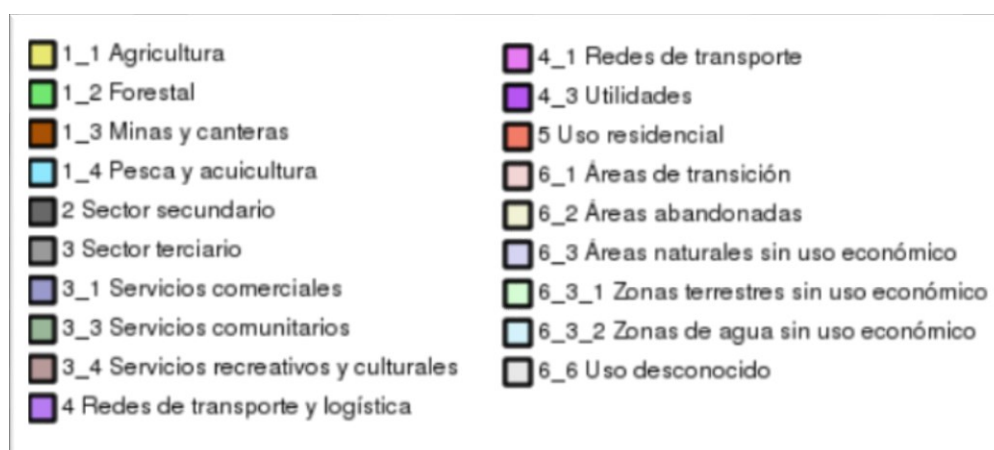 1_1 Agricultura
1_2 Forestal
1_3 Minas y canteras
1_4 Pesca y acuicultura
2 Sector secundario
3 Sector terciario
3_1 Servicios comerciales
3_3 Servicios comunitarios
3_4 Servicios recreativos y culturales
4 Redes de transporte y logística
4_1 Redes de transporte
4_3 Utilidades
5 Uso residencial
6_1 Áreas de transición
6_2 Áreas abandonadas
6_3 Áreas naturales sin uso económico
6_3_1 Zonas terrestres sin uso económico
6_3_2 Zonas de agua sin uso económico
6_6 Uso desconocido